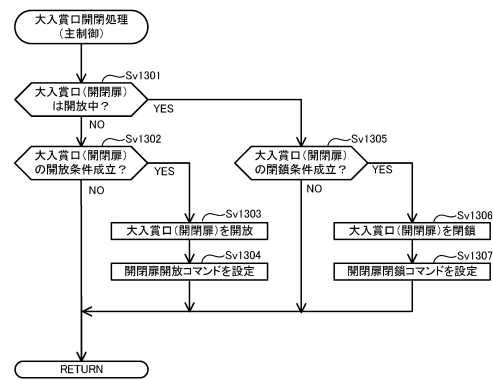 大入賞口開閉処理
(主制御)
Sv1301
大入賞口(開閉扉)
は開放中?
YES
NO
Sv1302
大入賞口(開閉扉)
の開放条件成立?
YES
NO
Sv1305
大入賞口(開閉扉)
の閉鎖条件成立?
YES
NO
Sv1303
大入賞口(開閉扉)を開放
Sv1304
開閉扉開放コマンドを設定
Sv1306
大入賞口(開閉扉)を閉鎖
Sv1307
開閉扉閉鎖コマンドを設定
RETURN